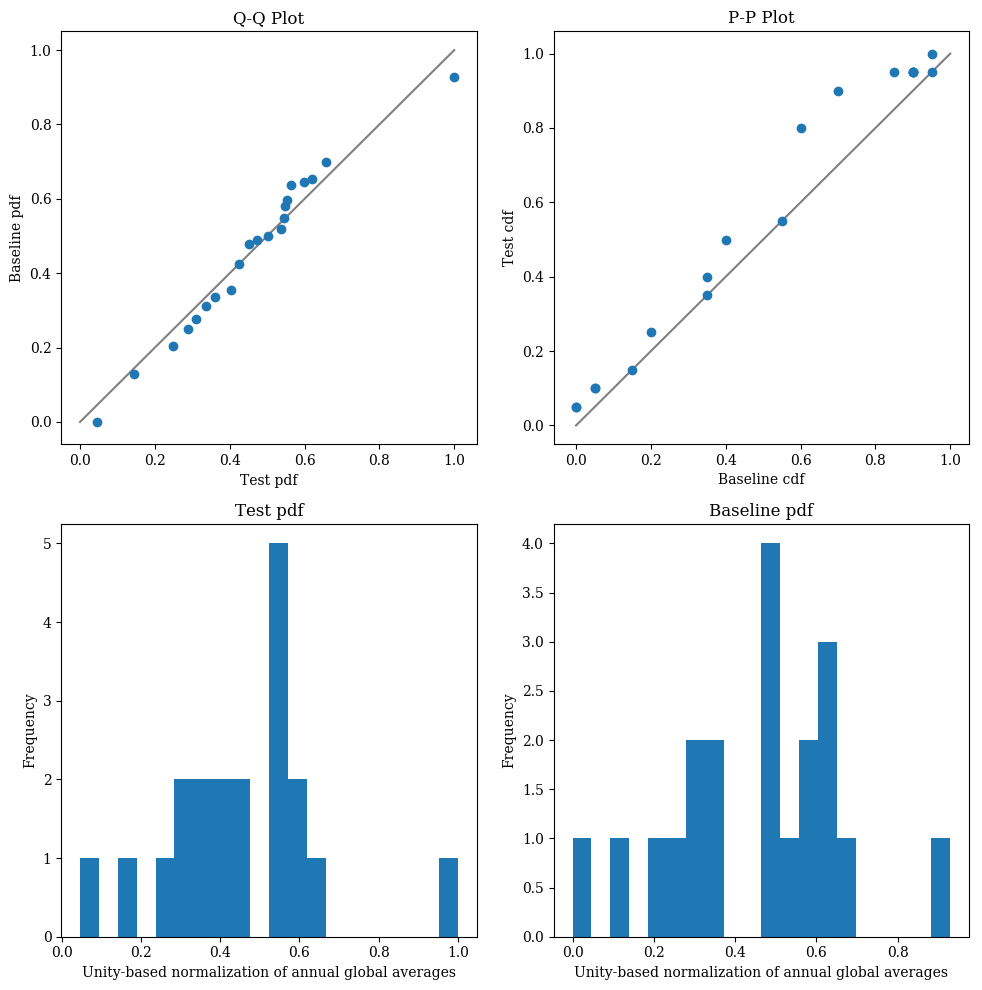 Q-Q Plot
1.0
0.8
0.6
0.4
0.2
0.0
Baseline pdf
0.0 0.2 0.4 0.6 0.8 1.0
Test pdf
P-P Plot
1.0
0.8
0.6
0.4
0.2
0.0
Test cdf
0.0 0.2 0.4 0.6 0.8 1.0
Baseline cdf
Test pdf
5
4
3
2
1
0
Frequency
0.0 0.2 0.4 0.6 0.8 1.0
Unity-based normalization of annual global averages
Baseline pdf
4.0
3.5
3.0
2.5
2.0
1.5
1.0
0.5
0.0
Frequency
0.0 0.2 0.4 0.6 0.8
Unity-based normalization of annual global averages